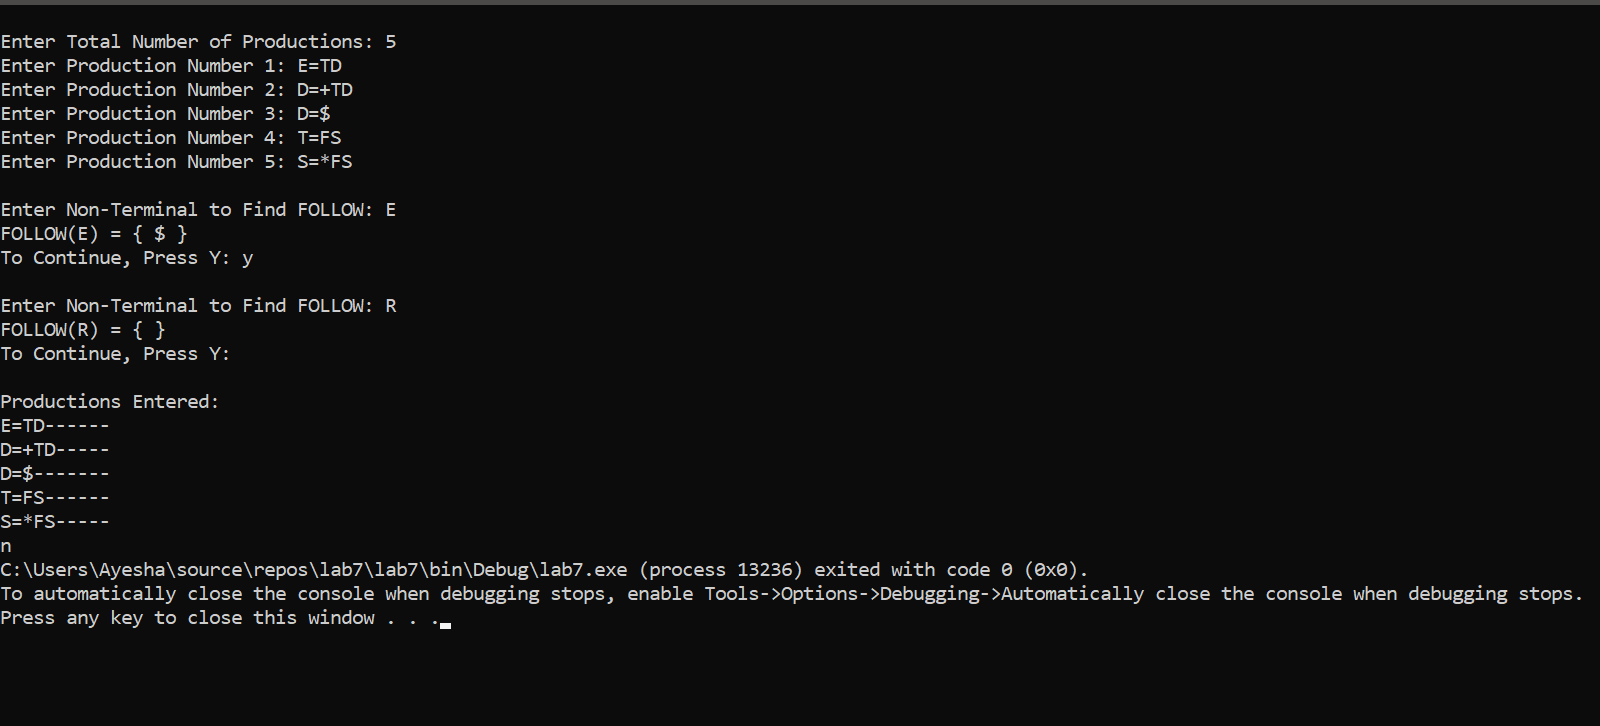 Enter Total Number of Productions: 5
Enter Production Number 1: E=TD
Enter Production Number 2: D=+TD
Enter Production Number 3: D=$
Enter Production Number 4: T=FS
Enter Production Number 5: S=*FS
Enter Non-Terminal to Find FOLLOW: E
FOLLOW(E) = { $ }
To Continue, Press Y: y
Enter Non-Terminal to Find FOLLOW: R
FOLLOW(R) = { }
To Continue, Press Y:
Productions Entered:
E=TD------
D=+TD-----
D=$-------
T=FS------
S=*FS-----
n
C:\Users\Ayesha\source\repos\lab7\lab7\bin\Debug\lab7.exe (process 13236) exited with code 0 (0x0).
To automatically close the console when debugging stops, enable Tools->Options->Debugging->Automatically close the console when debugging stops.
Press any key to close this window . . .